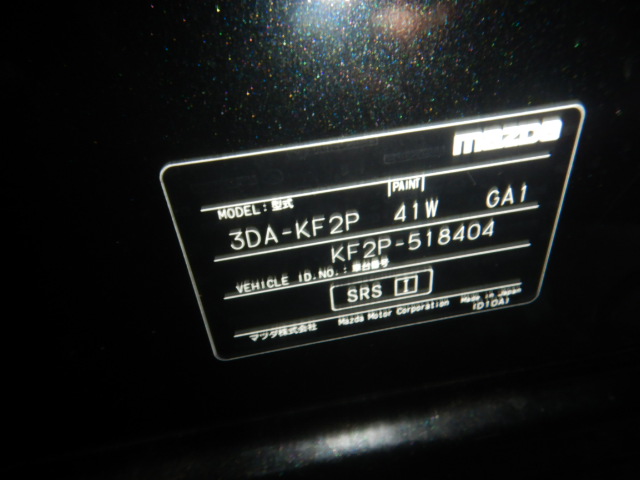 mazda
MODEL:型式 PAINT
3DA-KF2P 41W GA1
KF2P-518404
VEHICLE ID.NO.:車台番号
SRS I
マツダ株式会社 Mazda Motor Corporation Made in Japan
(D10A)